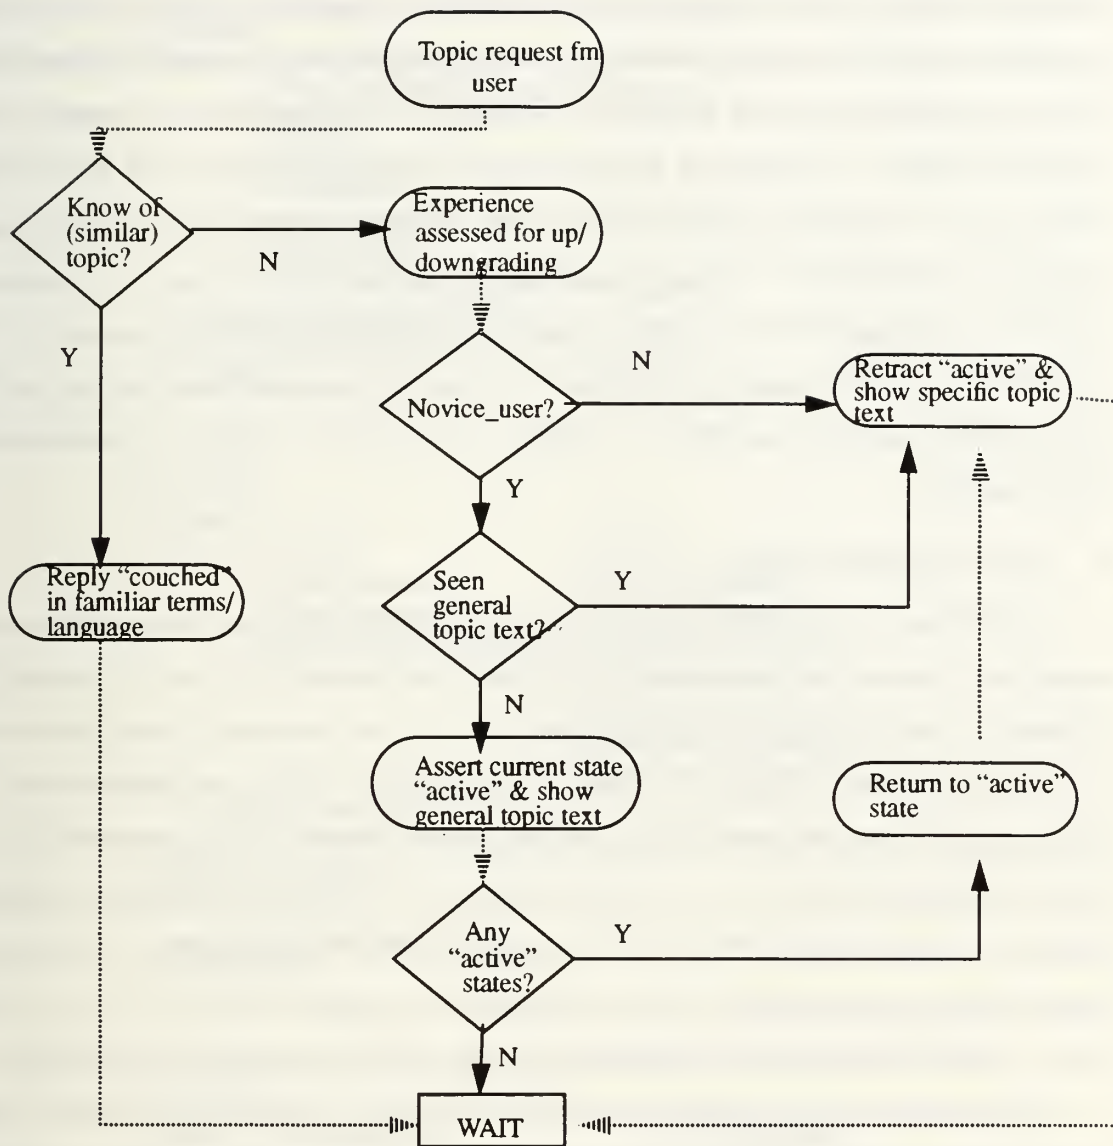 Topic request fm
user
Know of
(similar)
topic?
N
Experience
assessed for up/
downgrading
Y
Novice_user?
N
Retract “active” &
show specific topic
text
Y
Reply “couched”
in familiar terms/
language
Seen
general
topic text?
Y
N
Assert current state
“active” & show
general topic text
Return to “active”
state
Any
“active”
states?
Y
N
WAIT